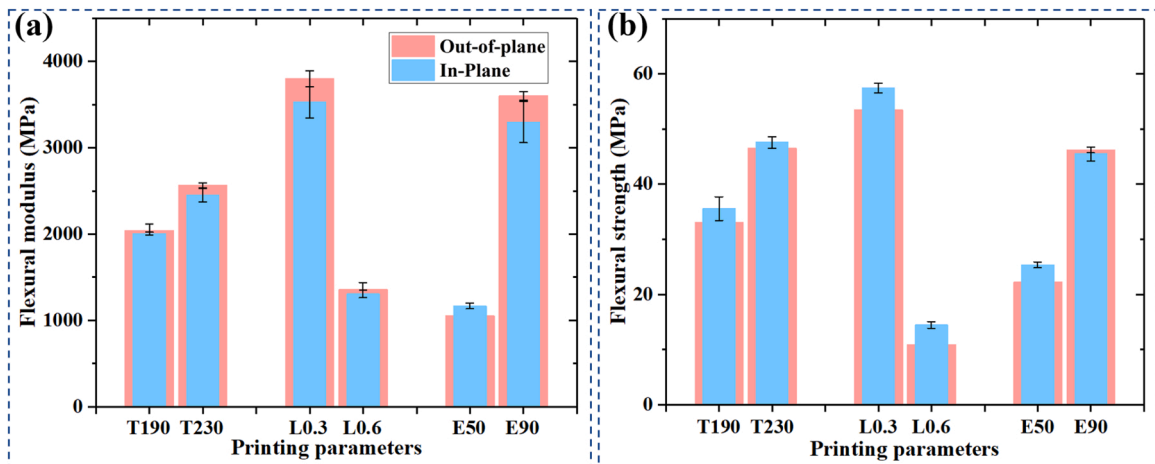 (a)
Out-of-plane
In-Plane
Flexural modulus (MPa)
4000
3000
2000
1000
0
T190 T230 L0.3 L0.6 E50 E90
Printing parameters
(b)
Flexural strength (MPa)
60
40
20
0
T190 T230 L0.3 L0.6 E50 E90
Printing parameters